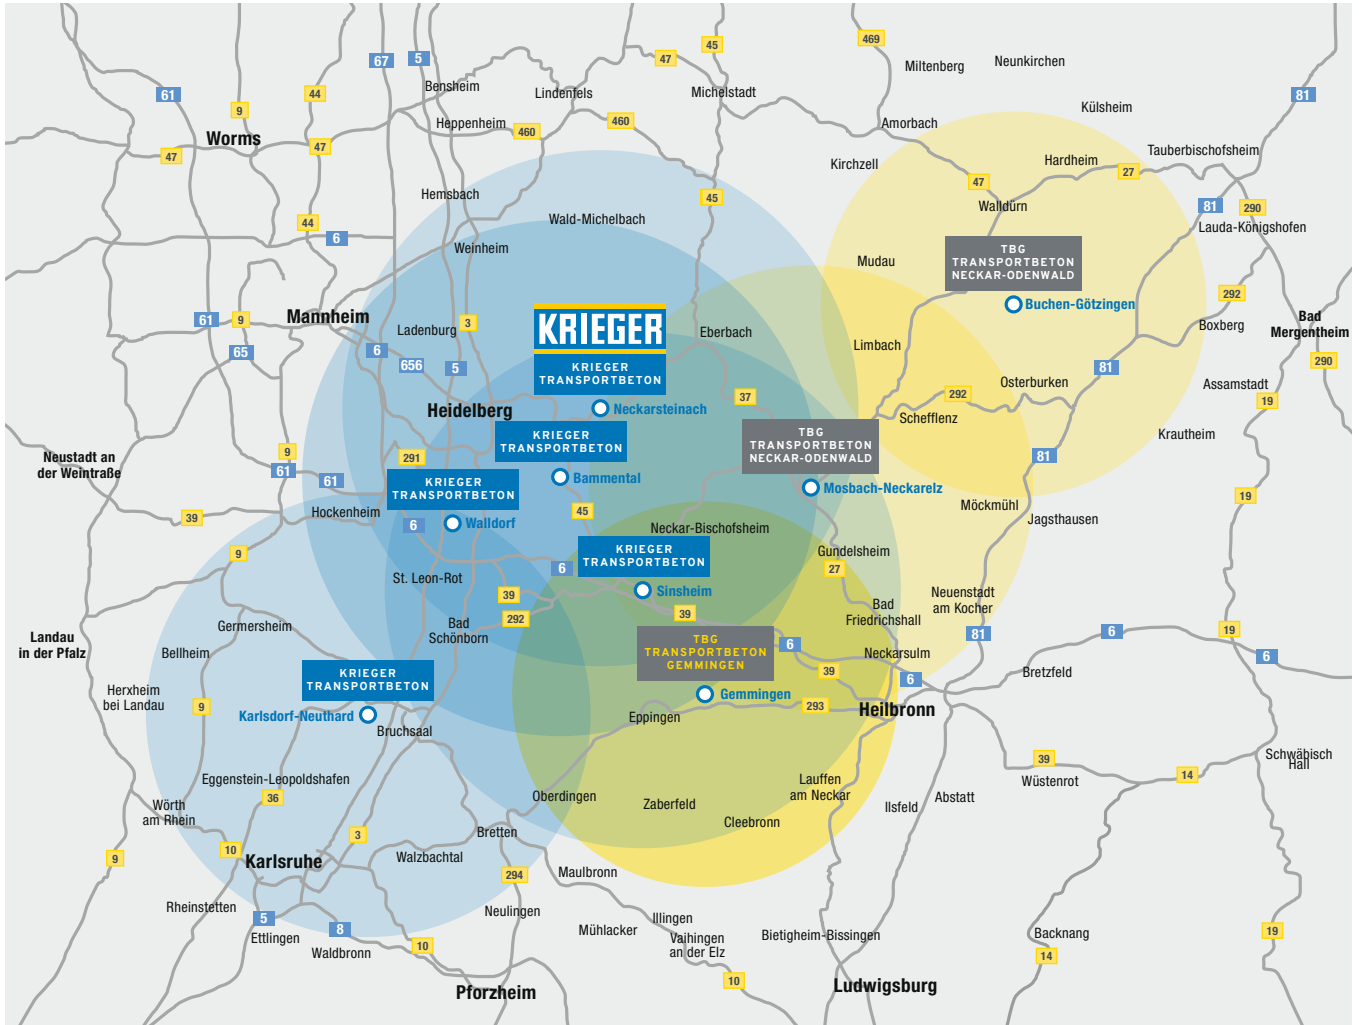 469
45
47
Neunkirchen
67
5
Miltenberg
Bensheim
Lindenfels
Michelstadt
61
44
9
81
Külsheim
Heppenheim
460
460
Amorbach
Worms
47
47
Tauberbischofsheim
Hardheim
Kirchzell
27
47
Hemsbach
45
Walldürn
81
290
Wald-Michelbach
44
6
Lauda-Königshofen
Weinheim
TBG
TRANSPORTBETON
NECKAR-ODENWALD
Mudau
292
Buchen-Götzingen
Mannheim
61
9
Ladenburg
3
KRIEGER
Eberbach
Boxberg
Bad
Mergentheim
65
6
656
5
Limbach
290
KRIEGER
TRANSPORTBETON
81
Osterburken
Assamstadt
37
292
19
Heidelberg
Neckarsteinach
Schefflenz
KRIEGER
TRANSPORTBETON
TBG
TRANSPORTBETON
NECKAR-ODENWALD
Krautheim
Neustadt an
der Weintraße
9
291
61
61
81
Bammental
KRIEGER
TRANSPORTBETON
Mosbach-Neckarelz
19
Möckmühl
Hockenheim
39
45
Jagsthausen
6
Walldorf
Neckar-Bischofsheim
9
KRIEGER
TRANSPORTBETON
Gundelsheim
27
St. Leon-Rot
6
Sinsheim
Neuenstadt
am Kocher
39
Bad
Friedrichshall
39
292
Germersheim
Bad
Schönborn
81
6
19
Landau
in der Pfalz
Bellheim
TBG
TRANSPORTBETON
GEMMINGEN
6
Neckarsulm
6
KRIEGER
TRANSPORTBETON
39
6
Bretzfeld
Herxheim
bei Landau
9
Gemmingen
293
Heilbronn
Karlsdorf-Neuthard
Eppingen
Bruchsaal
Schwäbisch
Hall
39
14
Eggenstein-Leopoldshafen
Lauffen
am Neckar
Wüstenrot
36
Oberdingen
Zaberfeld
Abstatt
Ilsfeld
Wörth
am Rhein
Cleebronn
3
Bretten
10
9
Karlsruhe
Walzbachtal
Maulbronn
294
Rheinstetten
Neulingen
Illingen
5
8
Mühlacker
Vaihingen
an der Elz
Bietigheim-Bissingen
Ettlingen
Waldbronn
10
Backnang
19
14
10
Pforzheim
Ludwigsburg